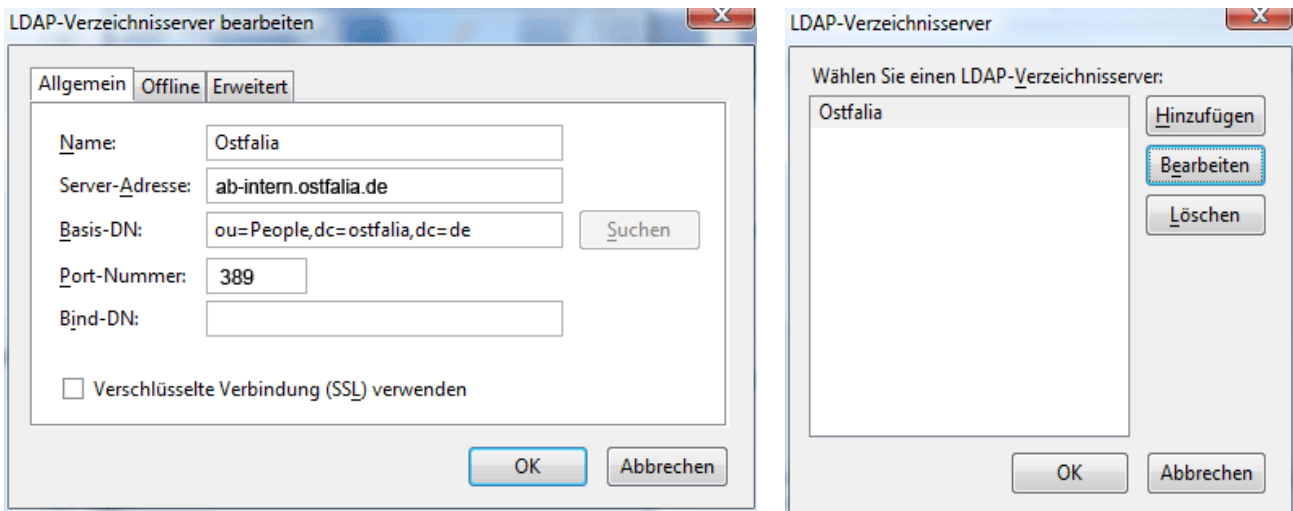 LDAP-Verzeichnisserver bearbeiten
Allgemein Offline Erweitert
Name: Ostfalia
Server-Adresse: ab-intern.ostfalia.de
Basis-DN: ou=People,dc=ostfalia,dc=de Suchen
Port-Nummer: 389
Bind-DN:
Verschlüsselte Verbindung (SSL) verwenden
OK Abbrechen
LDAP-Verzeichnisserver
Wählen Sie einen LDAP-Verzeichnisserver:
Ostfalia
Hinzufügen
Bearbeiten
Löschen
OK Abbrechen